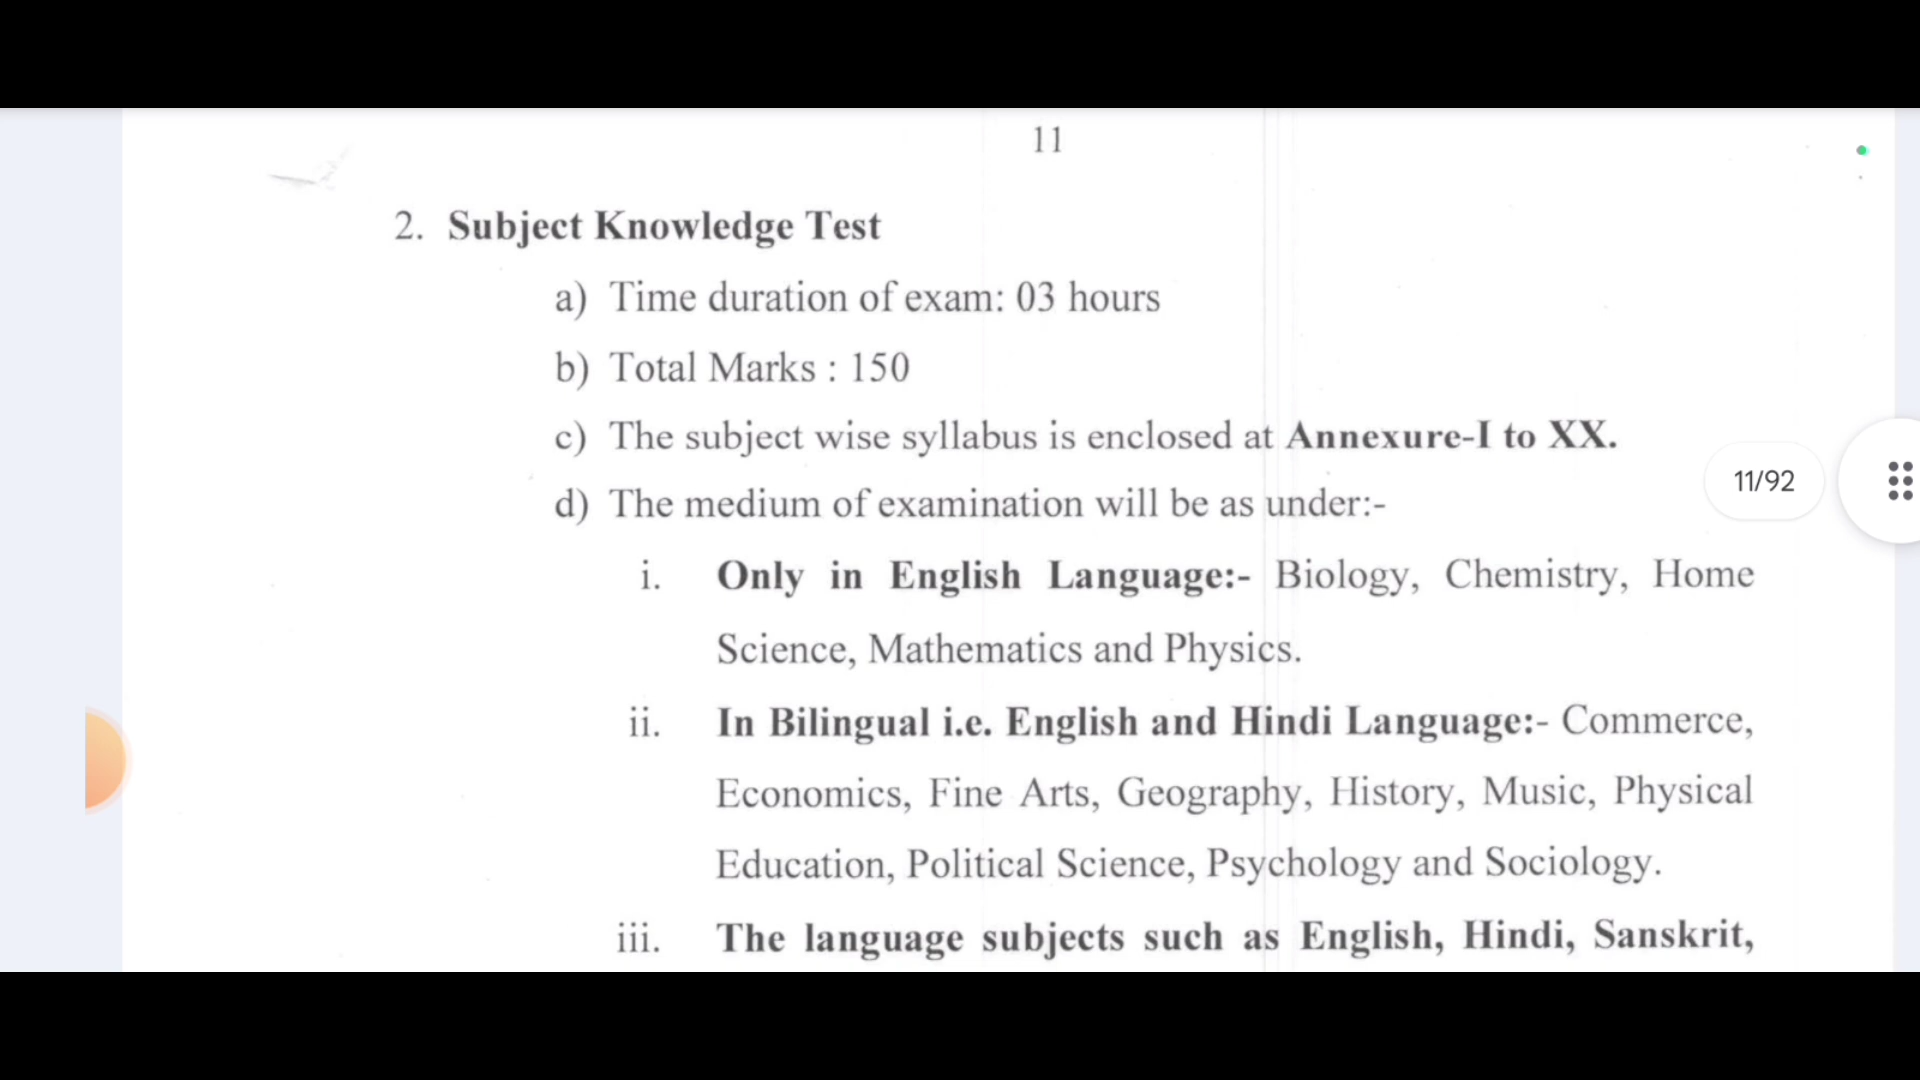 11
2. Subject Knowledge Test
a) Time duration of exam: 03 hours
b) Total Marks : 150
c) The subject wise syllabus is enclosed at Annexure-I to XX.
11/92
d) The medium of examination will be as under:-
i. Only in English Language:- Biology, Chemistry, Home
Science, Mathematics and Physics.
ii. In Bilingual i.e. English and Hindi Language:- Commerce,
Economics, Fine Arts, Geography, History, Music, Physical
Education, Political Science, Psychology and Sociology.
iii. The language subjects such as English, Hindi, Sanskrit,